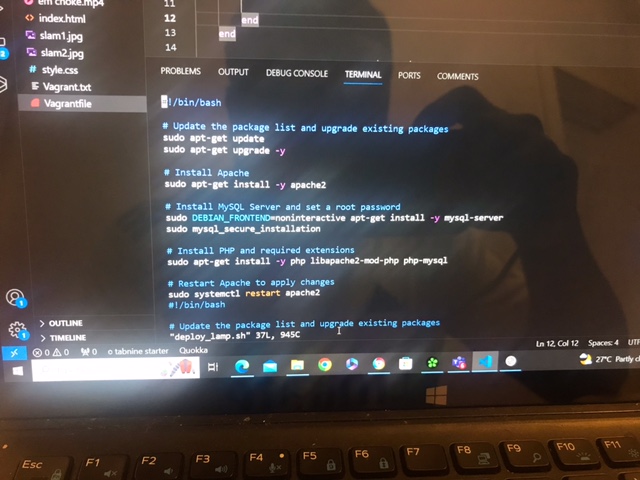 em choke.mp4
index.html
slam1.jpg
slam2.jpg
style.css
Vagrant.txt
Vagrantfile
OUTLINE
TIMELINE
11
12 end
13 end
14
PROBLEMS OUTPUT DEBUG CONSOLE TERMINAL PORTS COMMENTS
#!/bin/bash
# Update the package list and upgrade existing packages
sudo apt-get update
sudo apt-get upgrade -y
# Install Apache
sudo apt-get install -y apache2
# Install MySQL Server and set a root password
sudo DEBIAN_FRONTEND=noninteractive apt-get install -y mysql-server
sudo mysql_secure_installation
# Install PHP and required extensions
sudo apt-get install -y php libapache2-mod-php php-mysql
# Restart Apache to apply changes
sudo systemctl restart apache2
#!/bin/bash
# Update the package list and upgrade existing packages
"deploy_lamp.sh" 37L, 945C
0 0 0 tabnine starter Quokka Ln 12, Col 12 Spaces: 4 UTF
27°C Partly c
Esc F1 F2 F3 F4 F5 F6 F7 F8 F9 F10 F11